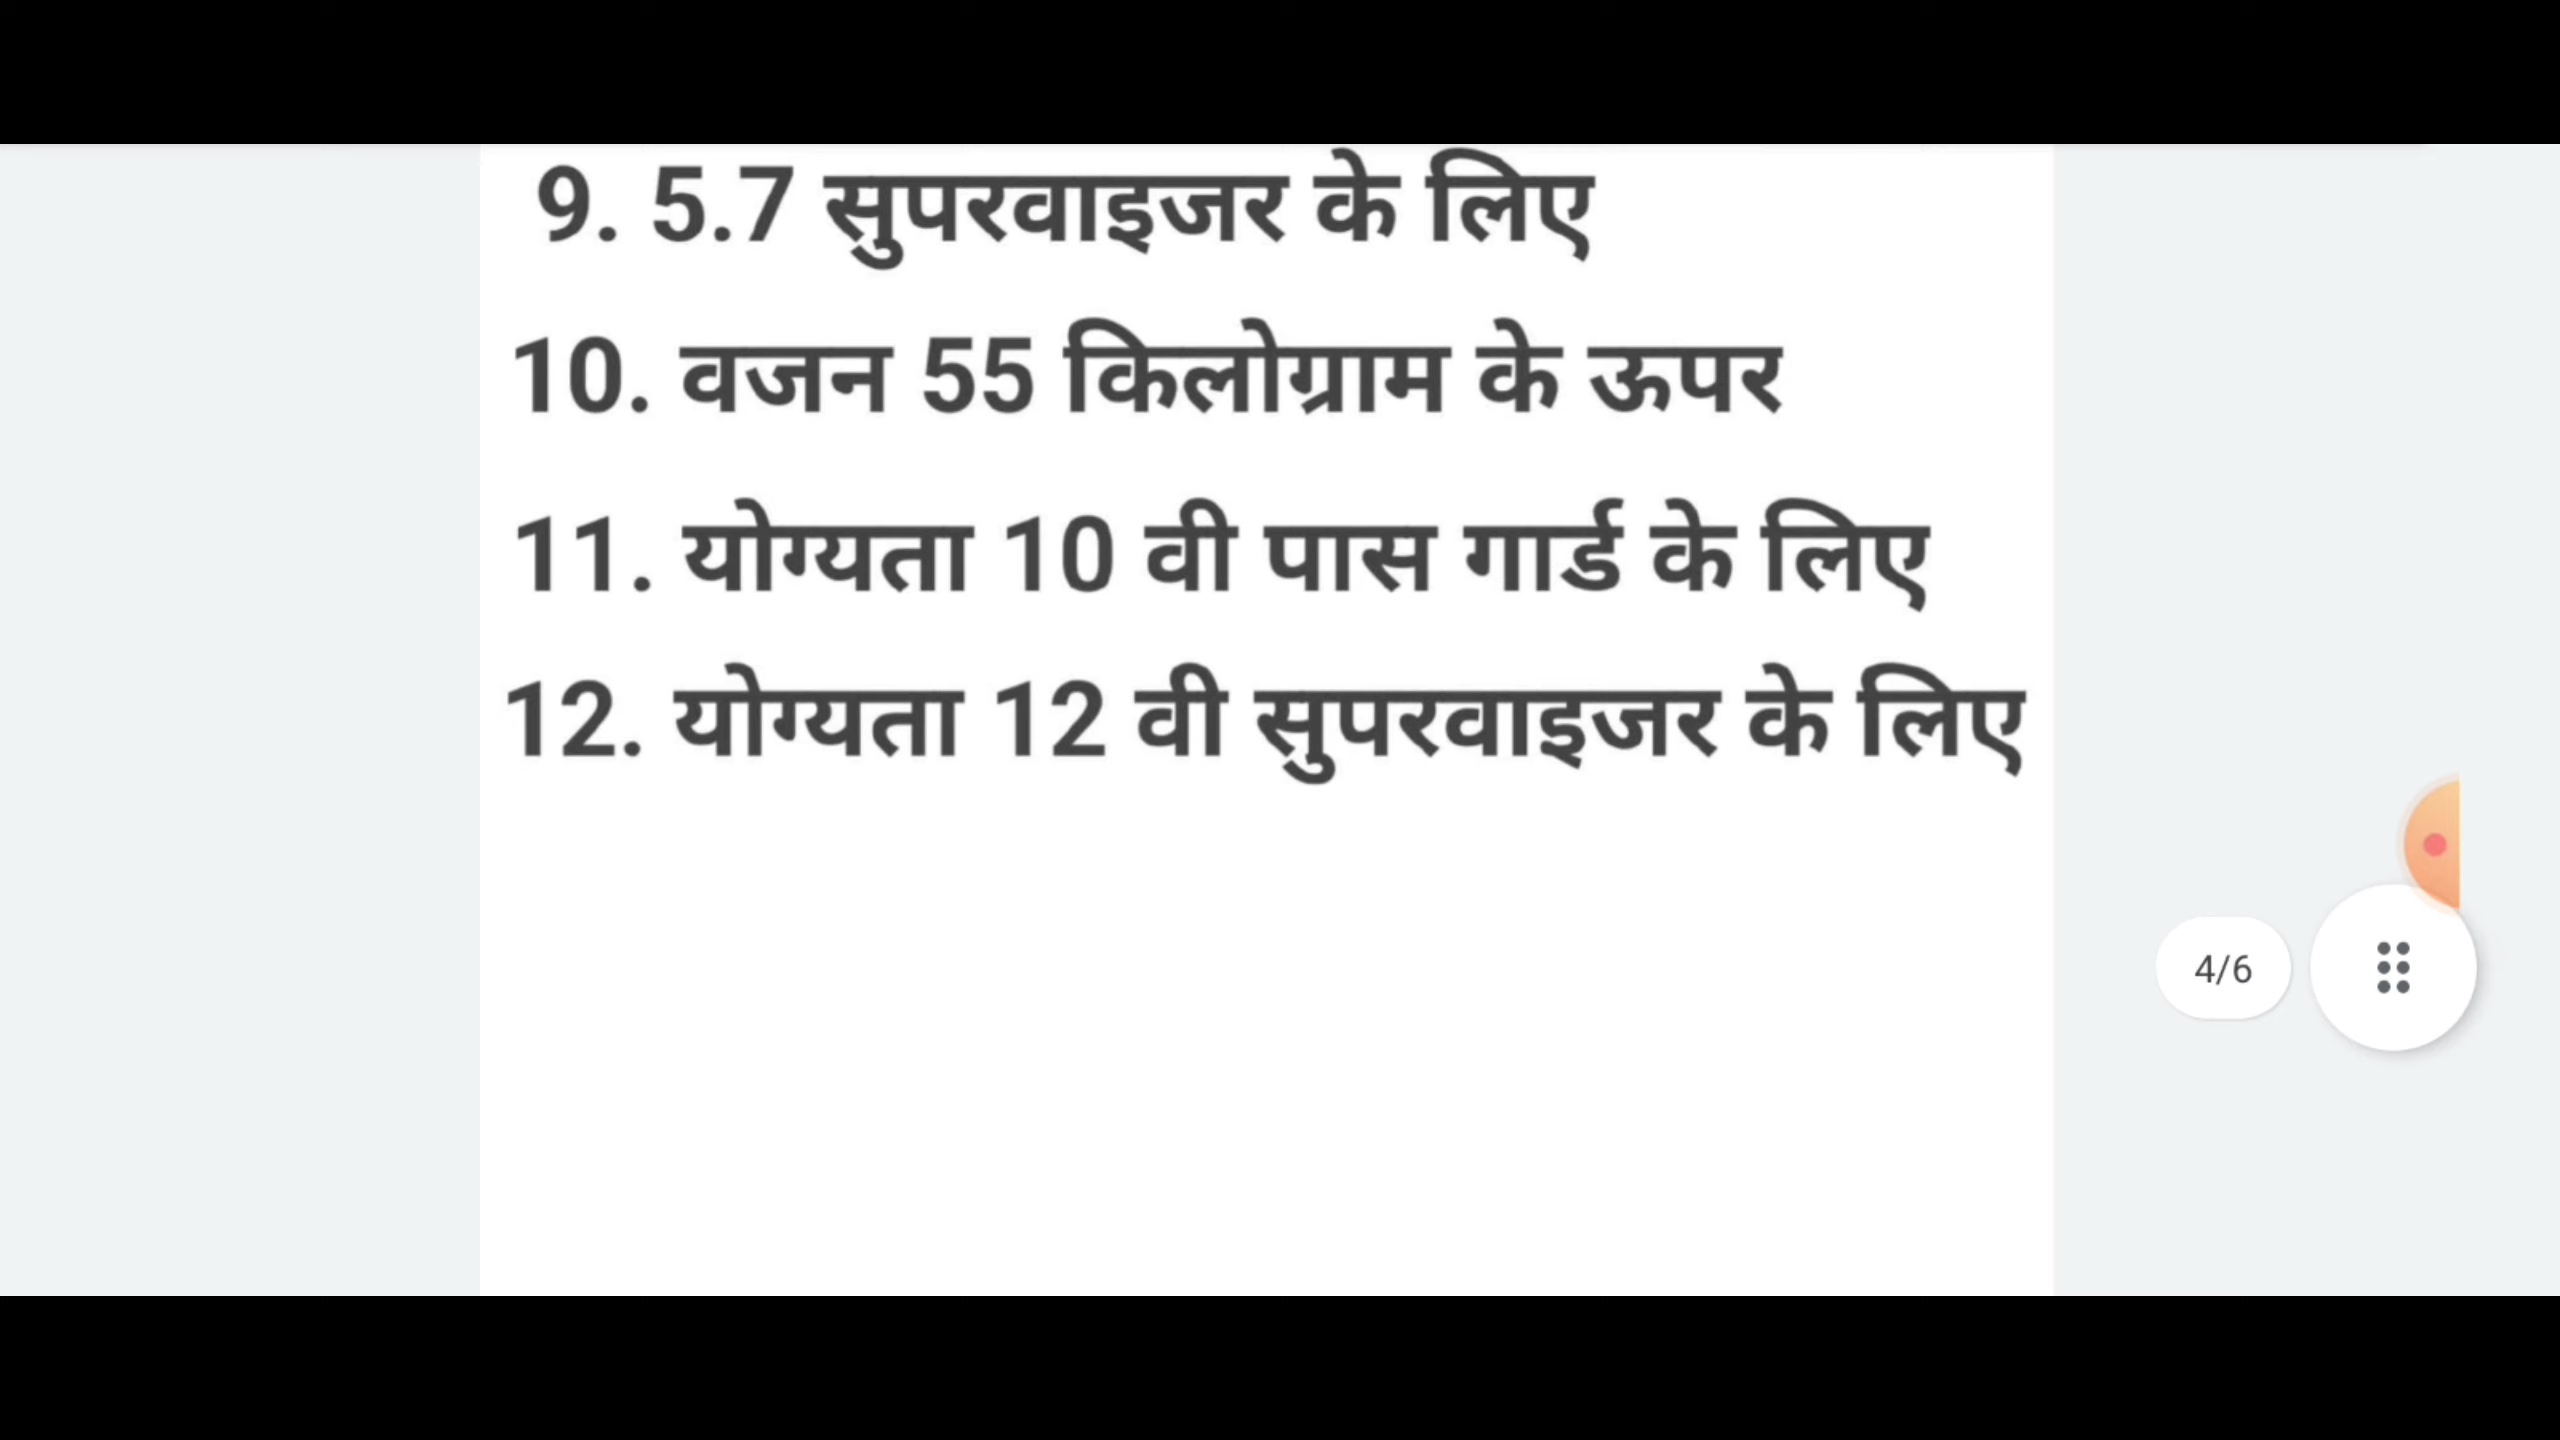 9. 5.7 सुपरवाइजर के लिए
10. वजन 55 किलोग्राम के ऊपर
11. योग्यता 10 वी पास गार्ड के लिए
12. योग्यता 12 वी सुपरवाइजर के लिए
4/6